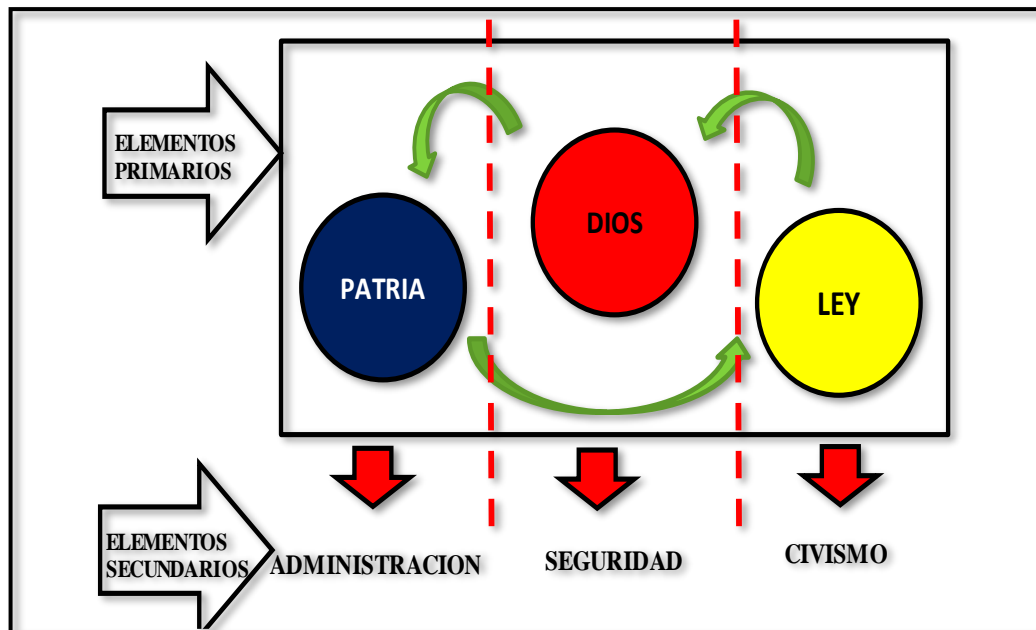 ELEMENTOS
PRIMARIOS
DIOS
PATRIA
LEY
ELEMENTOS
SECUNDARIOS
ADMINISTRACION
SEGURIDAD
CIVISMO